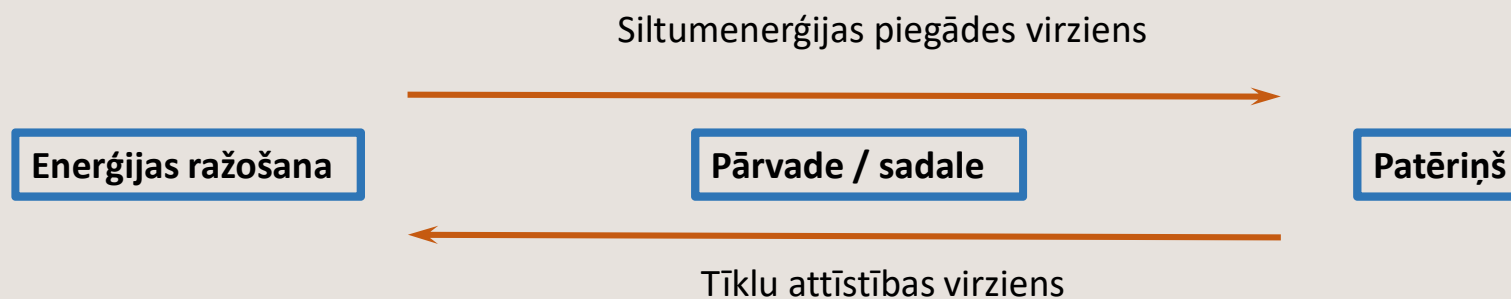 Siltumenerģijas piegādes virziens
Enerģijas ražošana
Pārvade / sadale
Patēriņš
Tīklu attīstības virziens